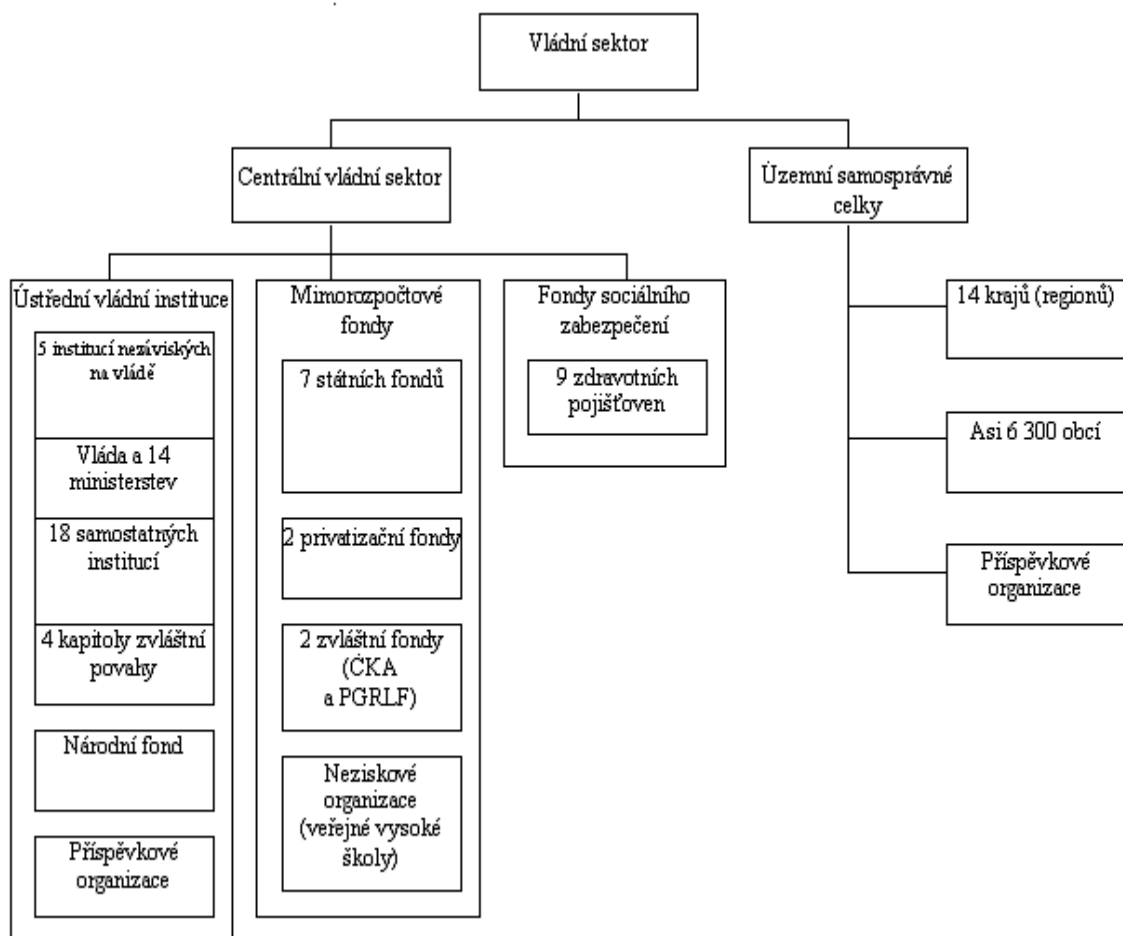 Vládní sektor
Centrální vládní sektor
Územní samosprávné
celky
Ústřední vládní instituce
5 institucí nezáviských
na vládě
Vláda a 14
ministerstev
18 samostatných
institucí
4 kapitoly zvláštní
povahy
Národní fond
Příspěvkové
organizace
Mimorozpočtové
fondy
7 státních fondů
2 privatizační fondy
2 zvláštní fondy
(ČKA
a PGRLF)
Neziskové
organizace
(veřejné vysoké
školy)
Fondy sociálního
zabezpečení
9 zdravotních
pojišťoven
14 krajů (regionů)
Asi 6 300 obcí
Příspěvkové
organizace